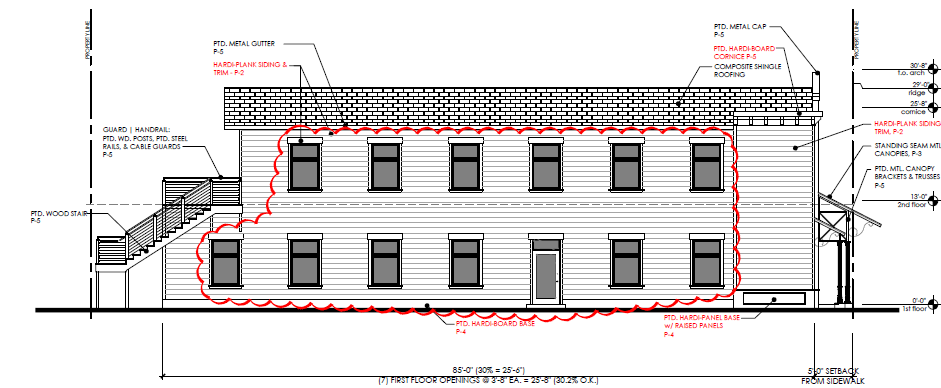 PROPERTY LINE
PTD. METAL GUTTER
P-5
HARDI-PLANK SIDING &
TRIM - P-2
PTD. METAL CAP
P-5
PTD. HARDI-BOARD
CORNICE P-5
COMPOSITE SHINGLE
ROOFING
PROPERTY LINE
30'-8"
t.o. arch
29'-0"
ridge
25'-8"
cornice
HARDI-PLANK SIDING
TRIM, P-2
STANDING SEAM MTL
CANOPIES, P-3
PTD. MTL. CANOPY
BRACKETS & TRUSSES
P-5
13'-0"
2nd floor
0'-0"
1st floor
GUARD | HANDRAIL:
PTD. WD. POSTS, PTD. STEEL
RAILS, & CABLE GUARDS
P-5
PTD. WOOD STAIR
P-5
PTD. HARDI-BOARD BASE
P-4
PTD. HARDI-PANEL BASE
w/ RAISED PANELS
P-4
85'-0" (30% = 25'-6")
(7) FIRST FLOOR OPENINGS @ 3'-8" EA. = 25'-8" (30.2% O.K.)
5'-0" SETBACK
FROM SIDEWALK